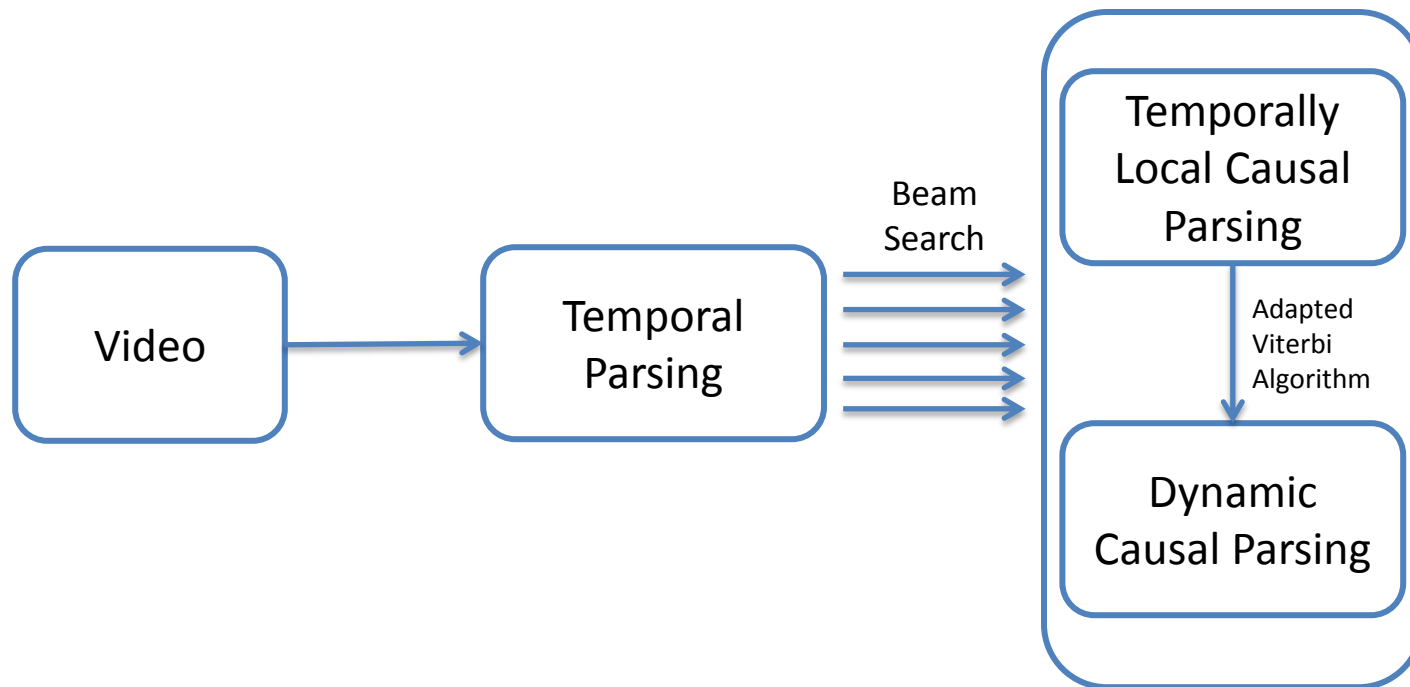 Video
Temporal
Parsing
Beam
Search
Temporally
Local Causal
Parsing
Adapted
Viterbi
Algorithm
Dynamic
Causal Parsing